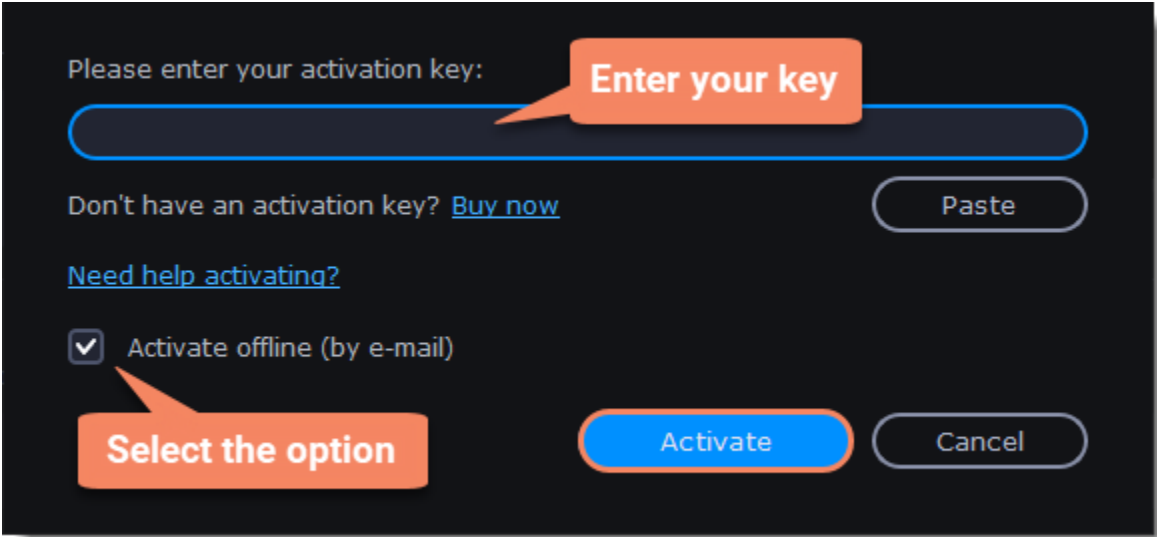 Please enter your activation key:
Enter your key
Don't have an activation key? Buy now
Paste
Need help activating?
Activate offline (by e-mail)
Select the option
Activate
Cancel